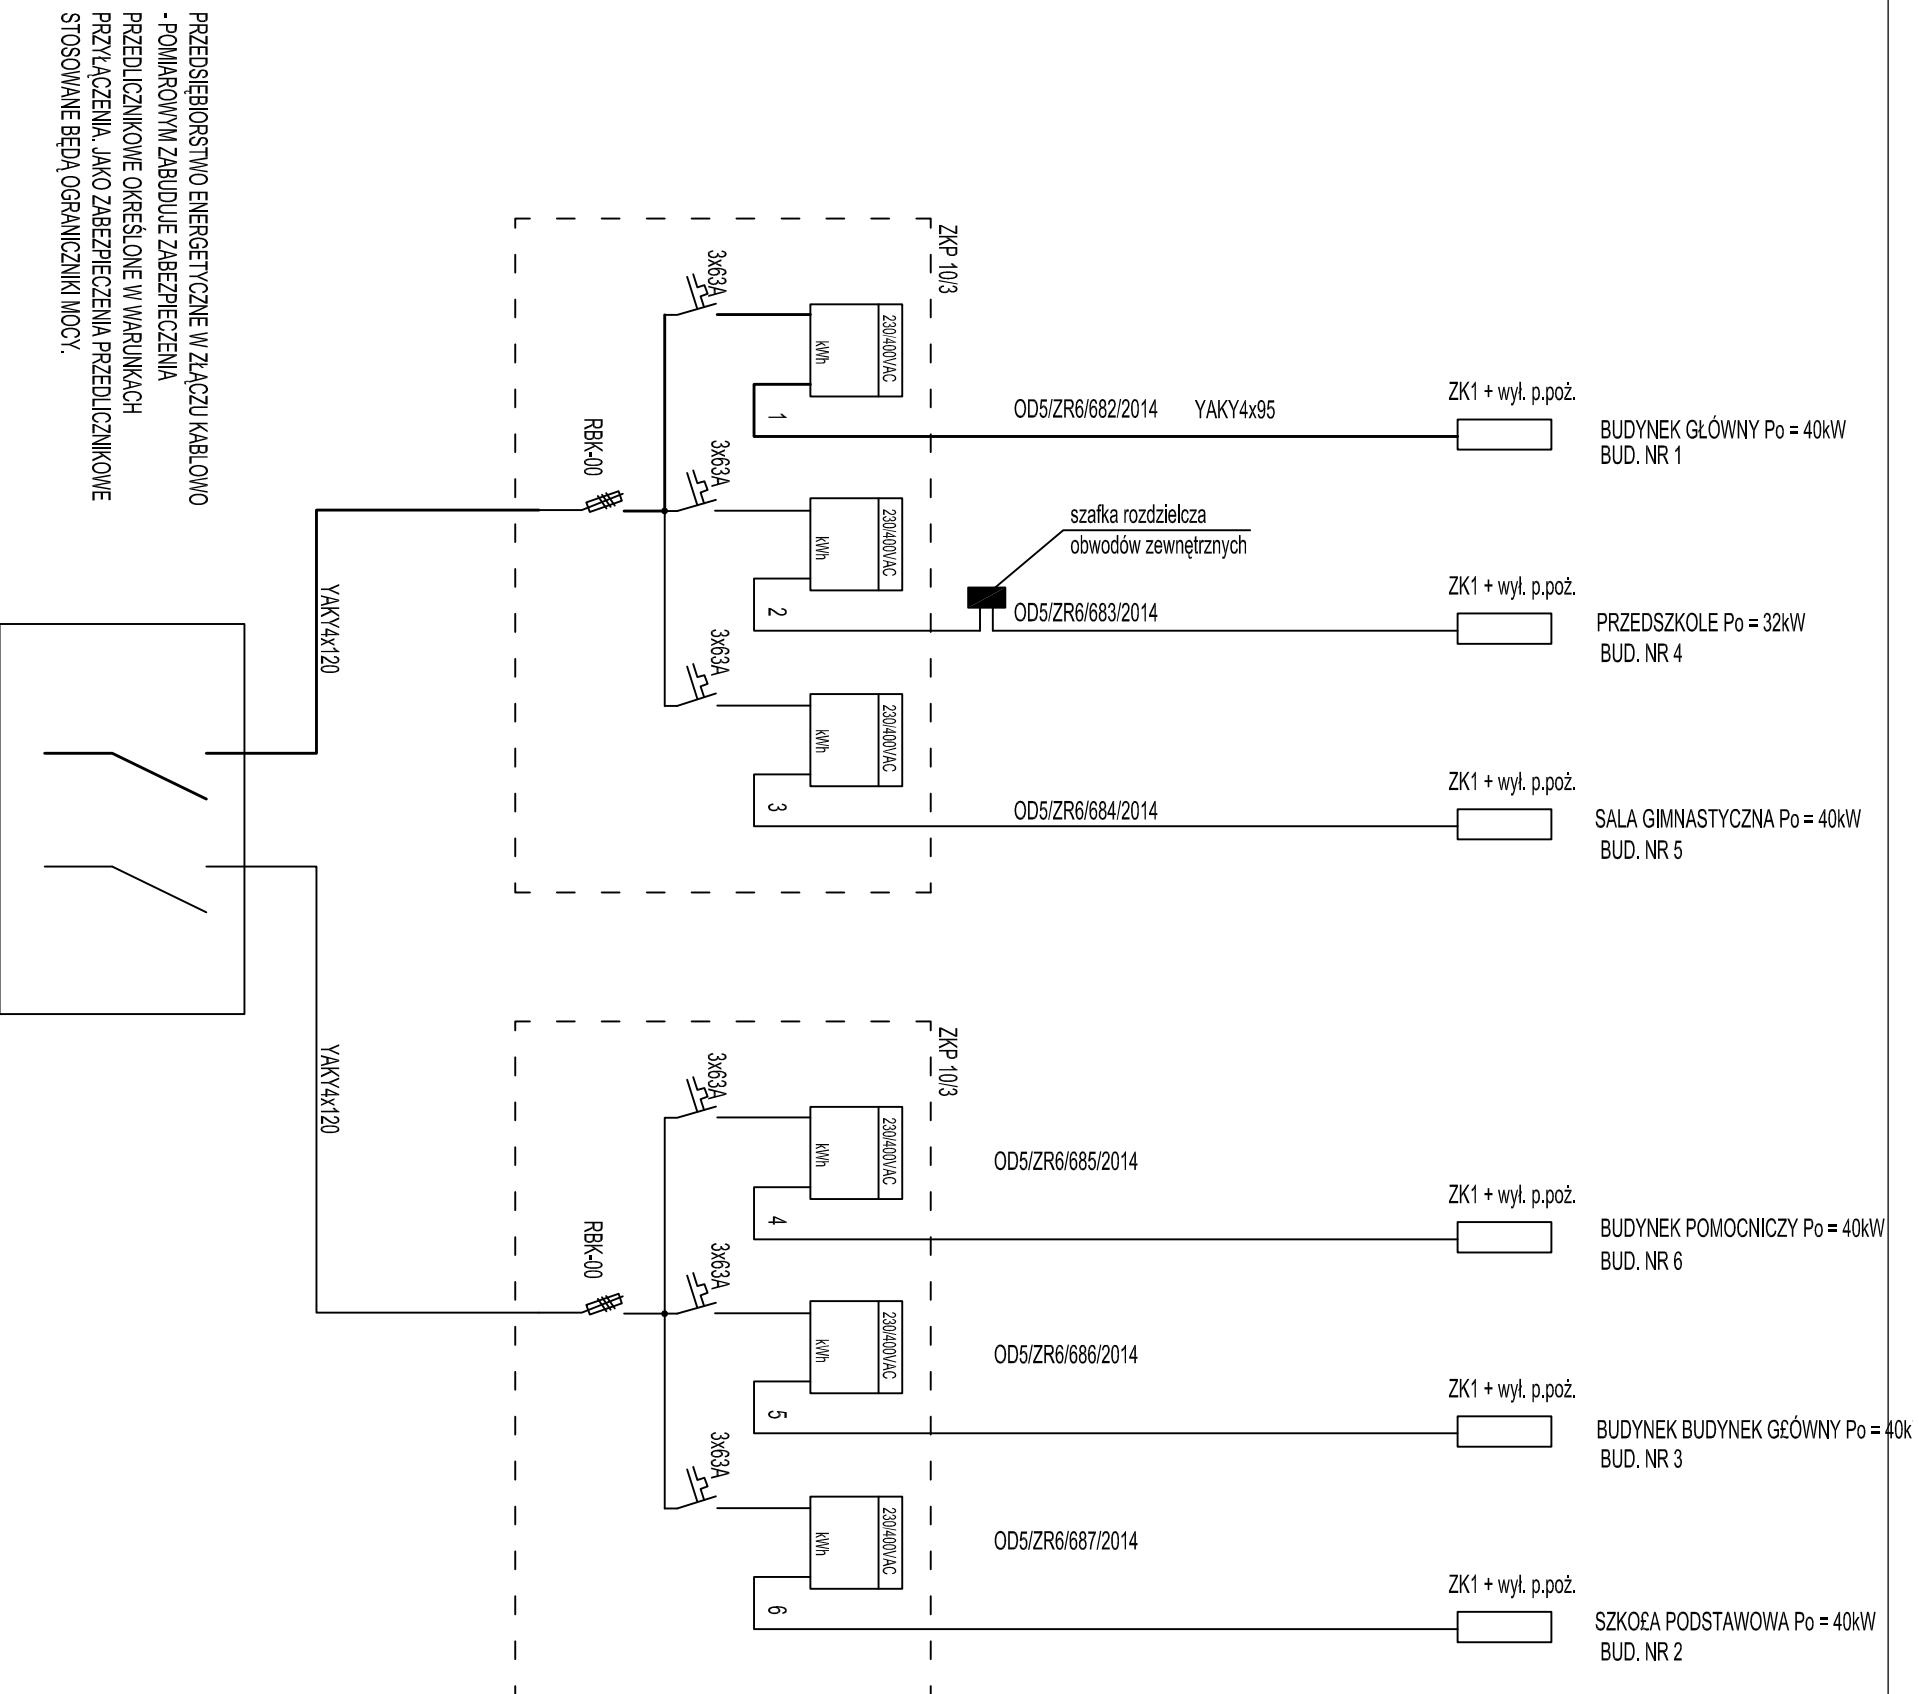 PRZEDSIĘBIORSTWO ENERGETYCZNE W ZŁĄCZU KABLOWO
- POMIAROWYM ZABUDUJE ZABEZPIECZENIA
PRZEDLICZNIKOWE OKREŚLONE W WARUNKACH
PRZYŁĄCZENIA. JAKO ZABEZPIECZENIA PRZEDLICZNIKOWE
STOSOWANE BĘDĄ OGRANICZNIKI MOCY.
YAKY4x120
YAKY4x120
ZKP 10/3
RBK-00
3x63A
230/400VAC
kWh
1
OD5/ZR6/682/2014
YAKY4x95
ZK1 + wył. p.poż.
BUDYNEK GŁÓWNY Po = 40kW
BUD. NR 1
3x63A
230/400VAC
kWh
2
szafka rozdzielcza
obwodów zewnętrznych
OD5/ZR6/683/2014
ZK1 + wył. p.poż.
PRZEDSZKOLE Po = 32kW
BUD. NR 4
3x63A
230/400VAC
kWh
3
OD5/ZR6/684/2014
ZK1 + wył. p.poż.
SALA GIMNASTYCZNA Po = 40kW
BUD. NR 5
ZKP 10/3
RBK-00
3x63A
230/400VAC
kWh
4
OD5/ZR6/685/2014
ZK1 + wył. p.poż.
BUDYNEK POMOCNICZY Po = 40kW
BUD. NR 6
3x63A
230/400VAC
kWh
5
OD5/ZR6/686/2014
ZK1 + wył. p.poż.
BUDYNEK BUDYNEK G£ÓWNY Po = 40k
BUD. NR 3
3x63A
230/400VAC
kWh
6
OD5/ZR6/687/2014
ZK1 + wył. p.poż.
SZKO£A PODSTAWOWA Po = 40kW
BUD. NR 2